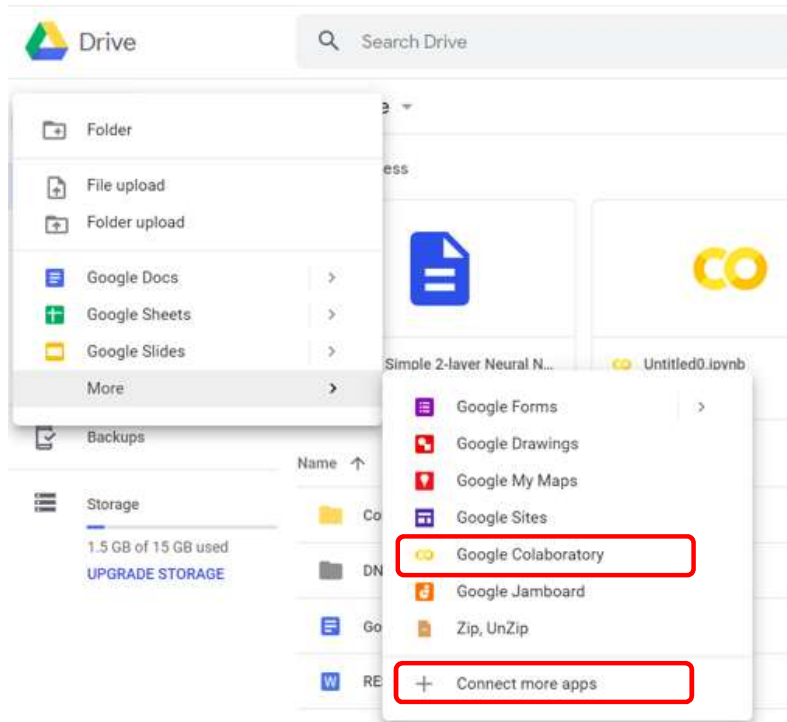 Drive
Search Drive
e
Folder
ess
File upload
Folder upload
Google Docs
Google Sheets
Google Slides
More
Simple 2-layer Neural N...
Untitled0.ipynb
Backups
Name
Storage
1.5 GB of 15 GB used
UPGRADE STORAGE
Co
DN
Go
W RE
Google Forms
Google Drawings
Google My Maps
Google Sites
Google Colaboratory
Google Jamboard
Zip, UnZip
Connect more apps